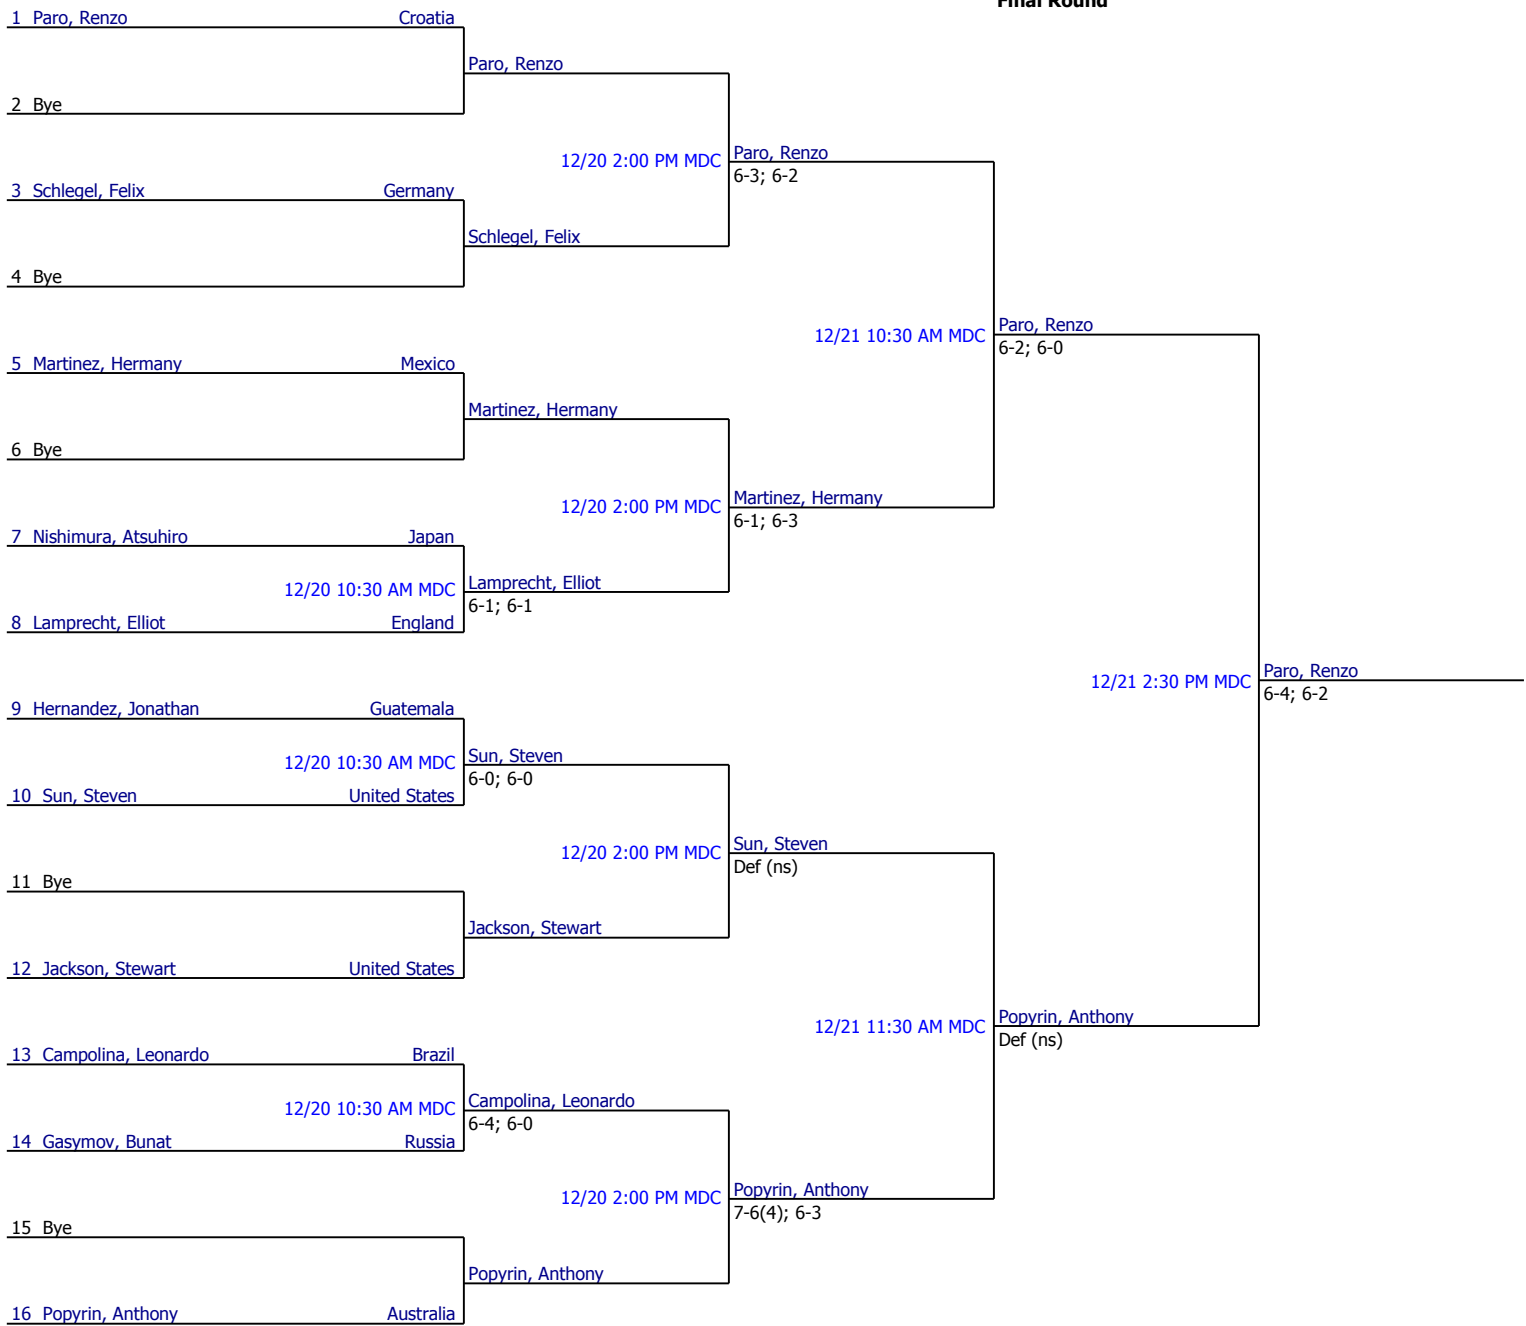 Final Round
1 Paro, Renzo Croatia
Paro, Renzo
2 Bye
12/20 2:00 PM MDC Paro, Renzo
6-3; 6-2
3 Schlegel, Felix Germany
Schlegel, Felix
4 Bye
12/21 10:30 AM MDC Paro, Renzo
6-2; 6-0
5 Martinez, Hermany Mexico
Martinez, Hermany
6 Bye
12/20 2:00 PM MDC Martinez, Hermany
6-1; 6-3
7 Nishimura, Atsuhiro Japan
12/20 10:30 AM MDC Lamprecht, Elliot
6-1; 6-1
8 Lamprecht, Elliot England
12/21 2:30 PM MDC Paro, Renzo
6-4; 6-2
9 Hernandez, Jonathan Guatemala
12/20 10:30 AM MDC Sun, Steven
6-0; 6-0
10 Sun, Steven United States
12/20 2:00 PM MDC Sun, Steven
Def (ns)
11 Bye
Jackson, Stewart
12 Jackson, Stewart United States
12/21 11:30 AM MDC Popyrin, Anthony
Def (ns)
13 Campolina, Leonardo Brazil
12/20 10:30 AM MDC Campolina, Leonardo
6-4; 6-0
14 Gasymov, Bunat Russia
12/20 2:00 PM MDC Popyrin, Anthony
7-6(4); 6-3
15 Bye
Popyrin, Anthony
16 Popyrin, Anthony Australia